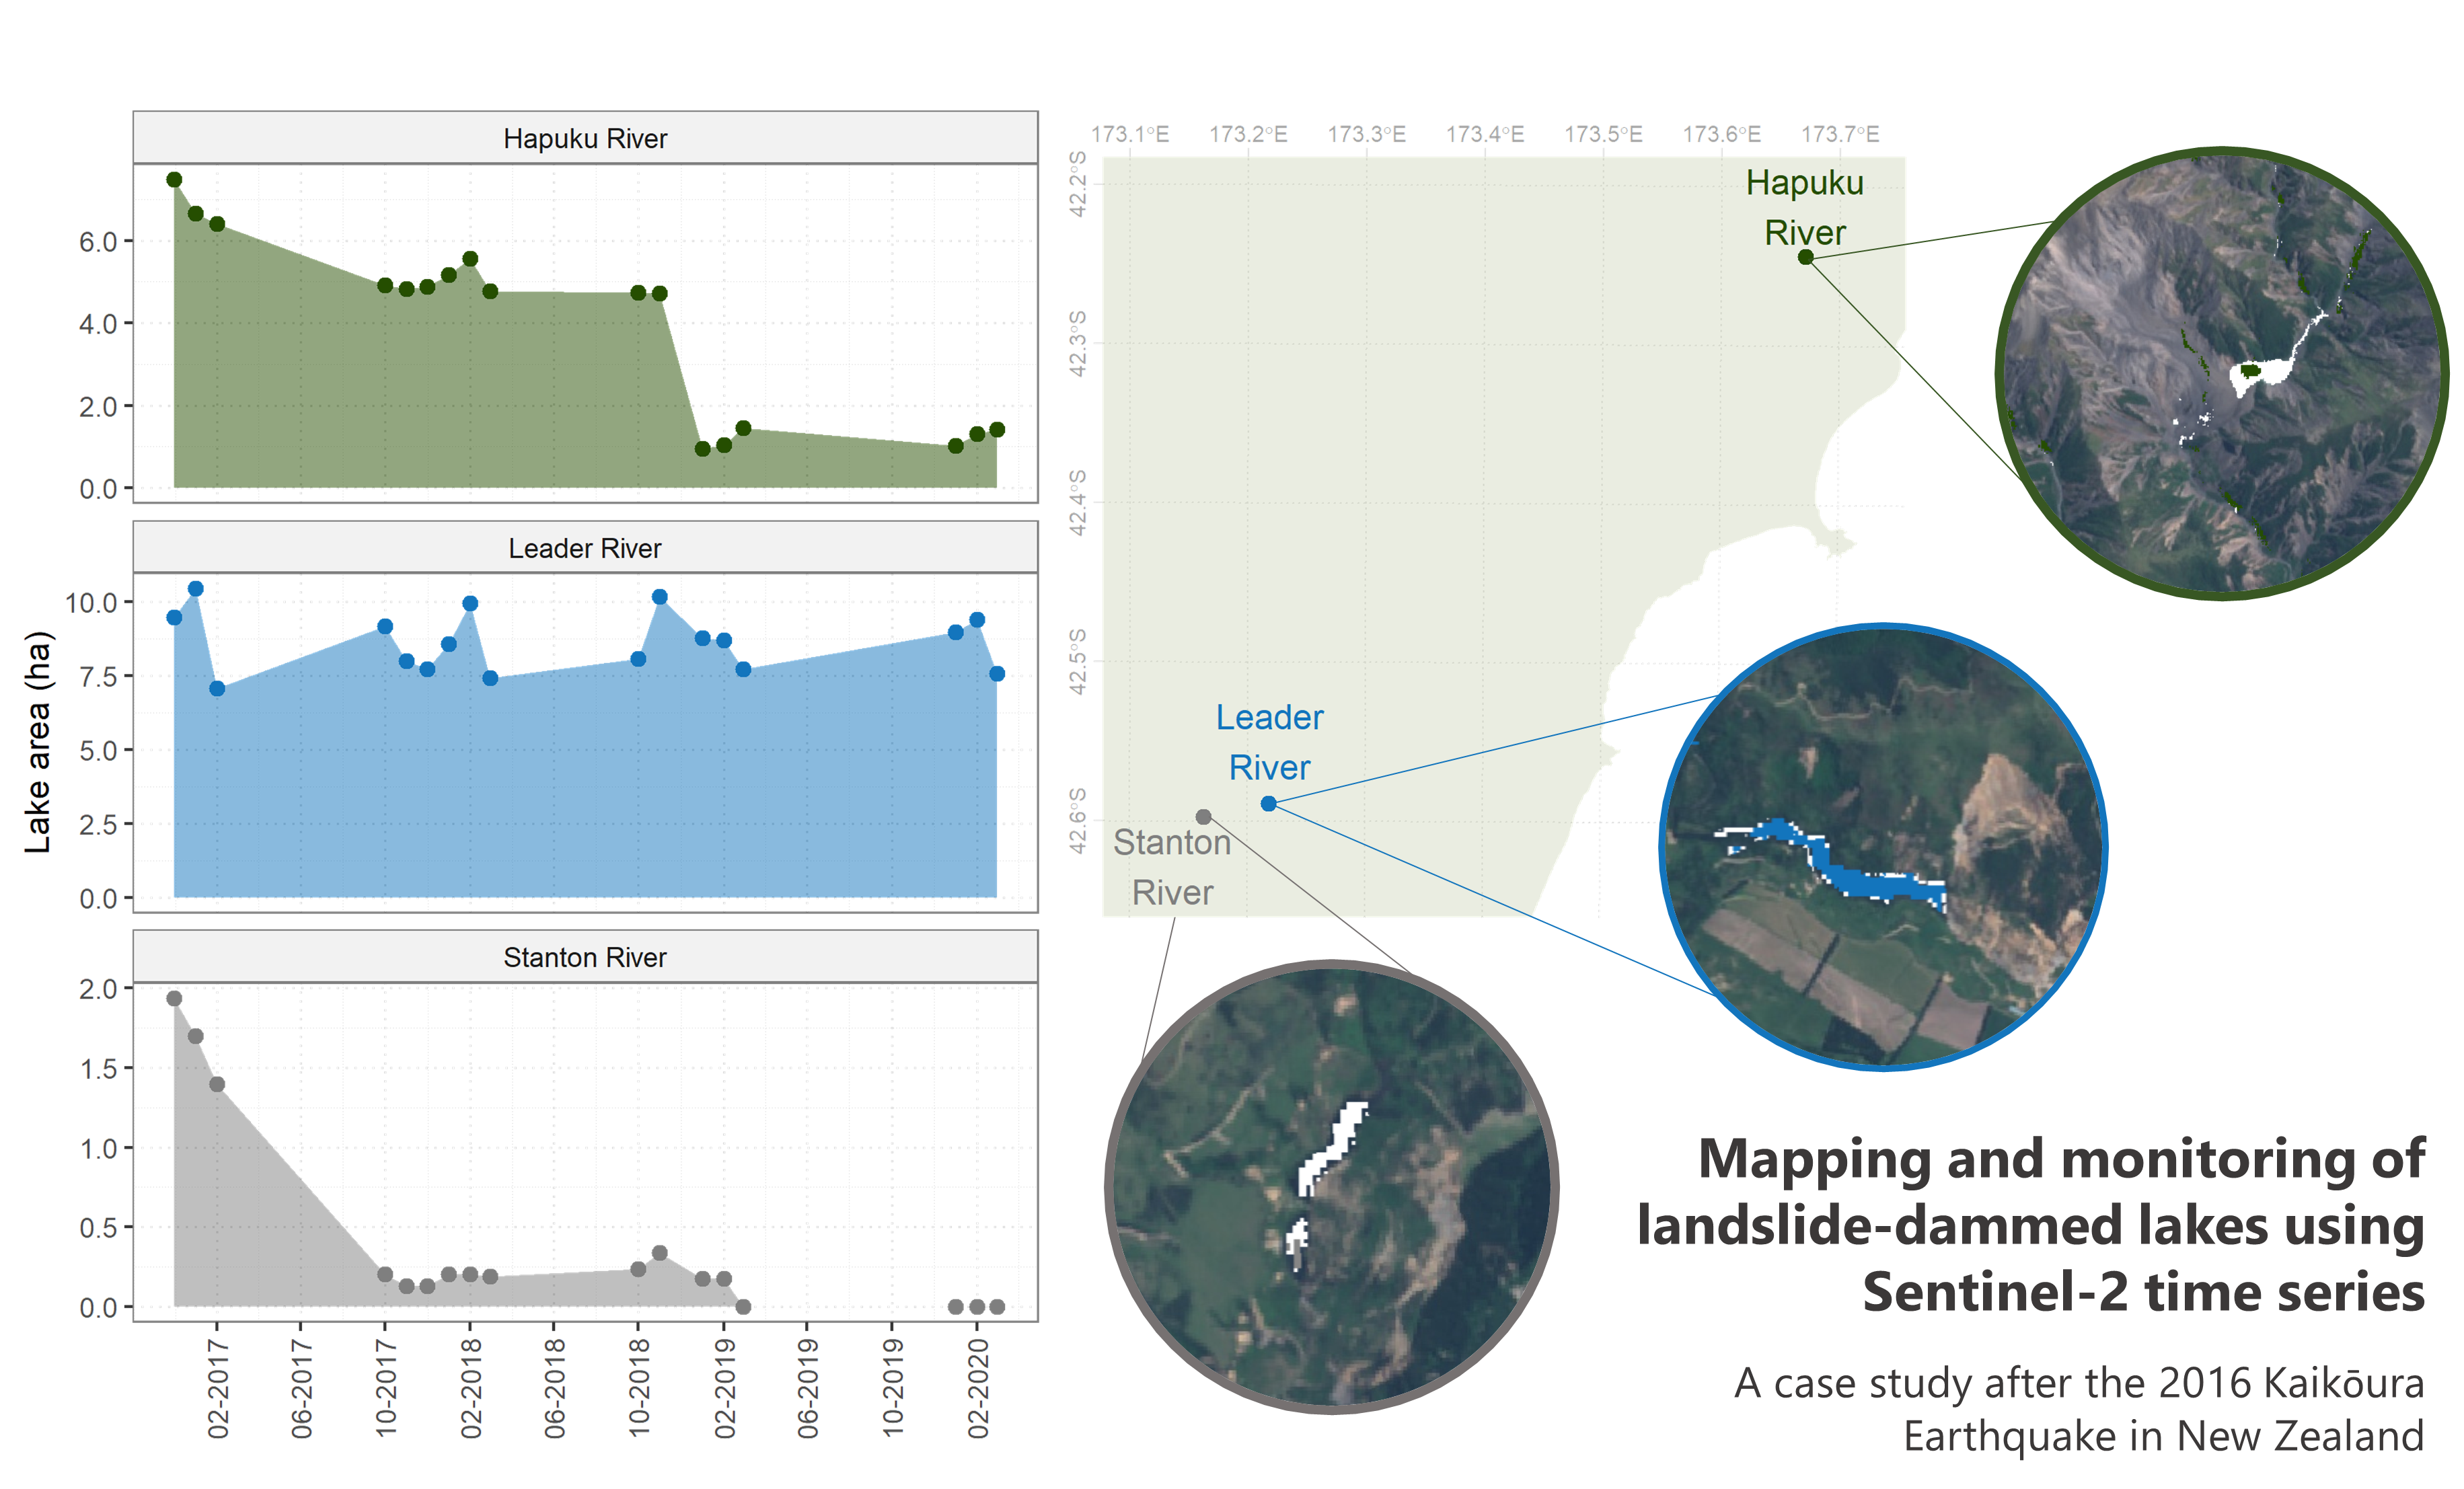 Hapuku River
6.0
4.0
2.0
0.0
Leader River
10.0
7.5
5.0
2.5
0.0
Stanton River
2.0
1.5
1.0
0.5
0.0
Lake area (ha)
02-2017
06-2017
10-2017
02-2018
06-2018
10-2018
02-2019
06-2019
10-2019
02-2020
173.1°E
173.2°E
173.3°E
173.4°E
173.5°E
173.6°E
173.7°E
42.2°S
42.3°S
42.4°S
42.5°S
42.6°S
Hapuku
River
Leader
River
Stanton
River
Mapping and monitoring of
landslide-dammed lakes using
Sentinel-2 time series
A case study after the 2016 Kaikōura
Earthquake in New Zealand